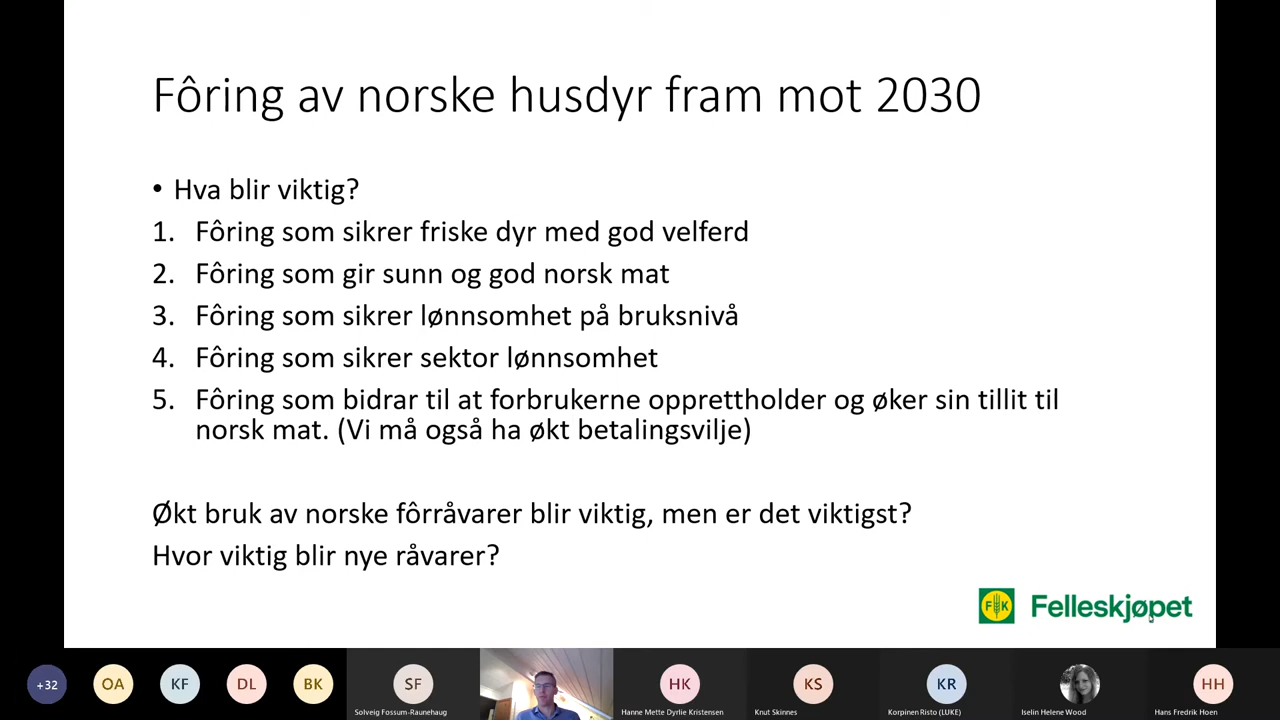 Fôring av norske husdyr fram mot 2030
• Hva blir viktig?
1. Fôring som sikrer friske dyr med god velferd
2. Fôring som gir sunn og god norsk mat
3. Fôring som sikrer lønnsomhet på bruksnivå
4. Fôring som sikrer sektor lønnsomhet
5. Fôring som bidrar til at forbrukerne opprettholder og øker sin tillit til
norsk mat. (Vi må også ha økt betalingsvilje)
Økt bruk av norske fôrråvarer blir viktig, men er det viktigst?
Hvor viktig blir nye råvarer?
FK Felleskjøpet
+32 OA KF DL BK SF HK KS KR HH
Solveig Fossum-Raunehaug Hanne Mette Dyrlie Kristensen Knut Skinnes Korpinen Risto (LUKE) Iselin Helene Wood Hans Fredrik Hoen